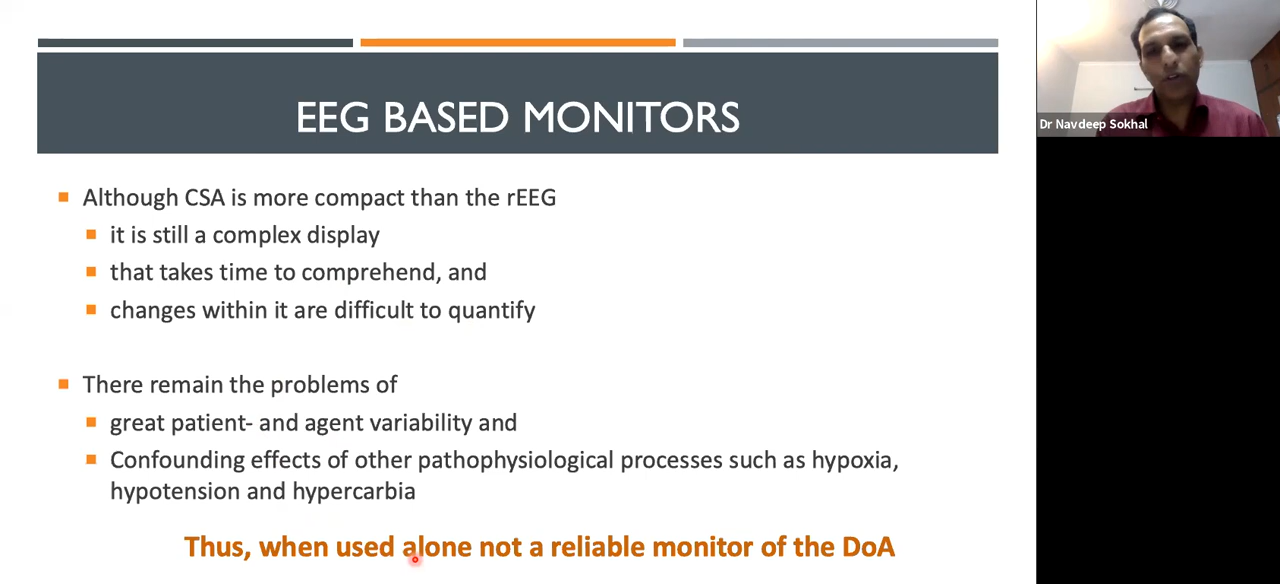 EEG BASED MONITORS
Dr Navdeep Sokhal
Although CSA is more compact than the rEEG
it is still a complex display
that takes time to comprehend, and
changes within it are difficult to quantify
There remain the problems of
great patient- and agent variability and
Confounding effects of other pathophysiological processes such as hypoxia,
hypotension and hypercarbia
Thus, when used alone not a reliable monitor of the DoA